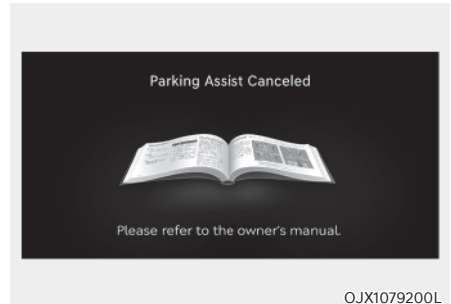 Parking Assist Canceled
Please refer to the owner's manual.
OJX1079200L